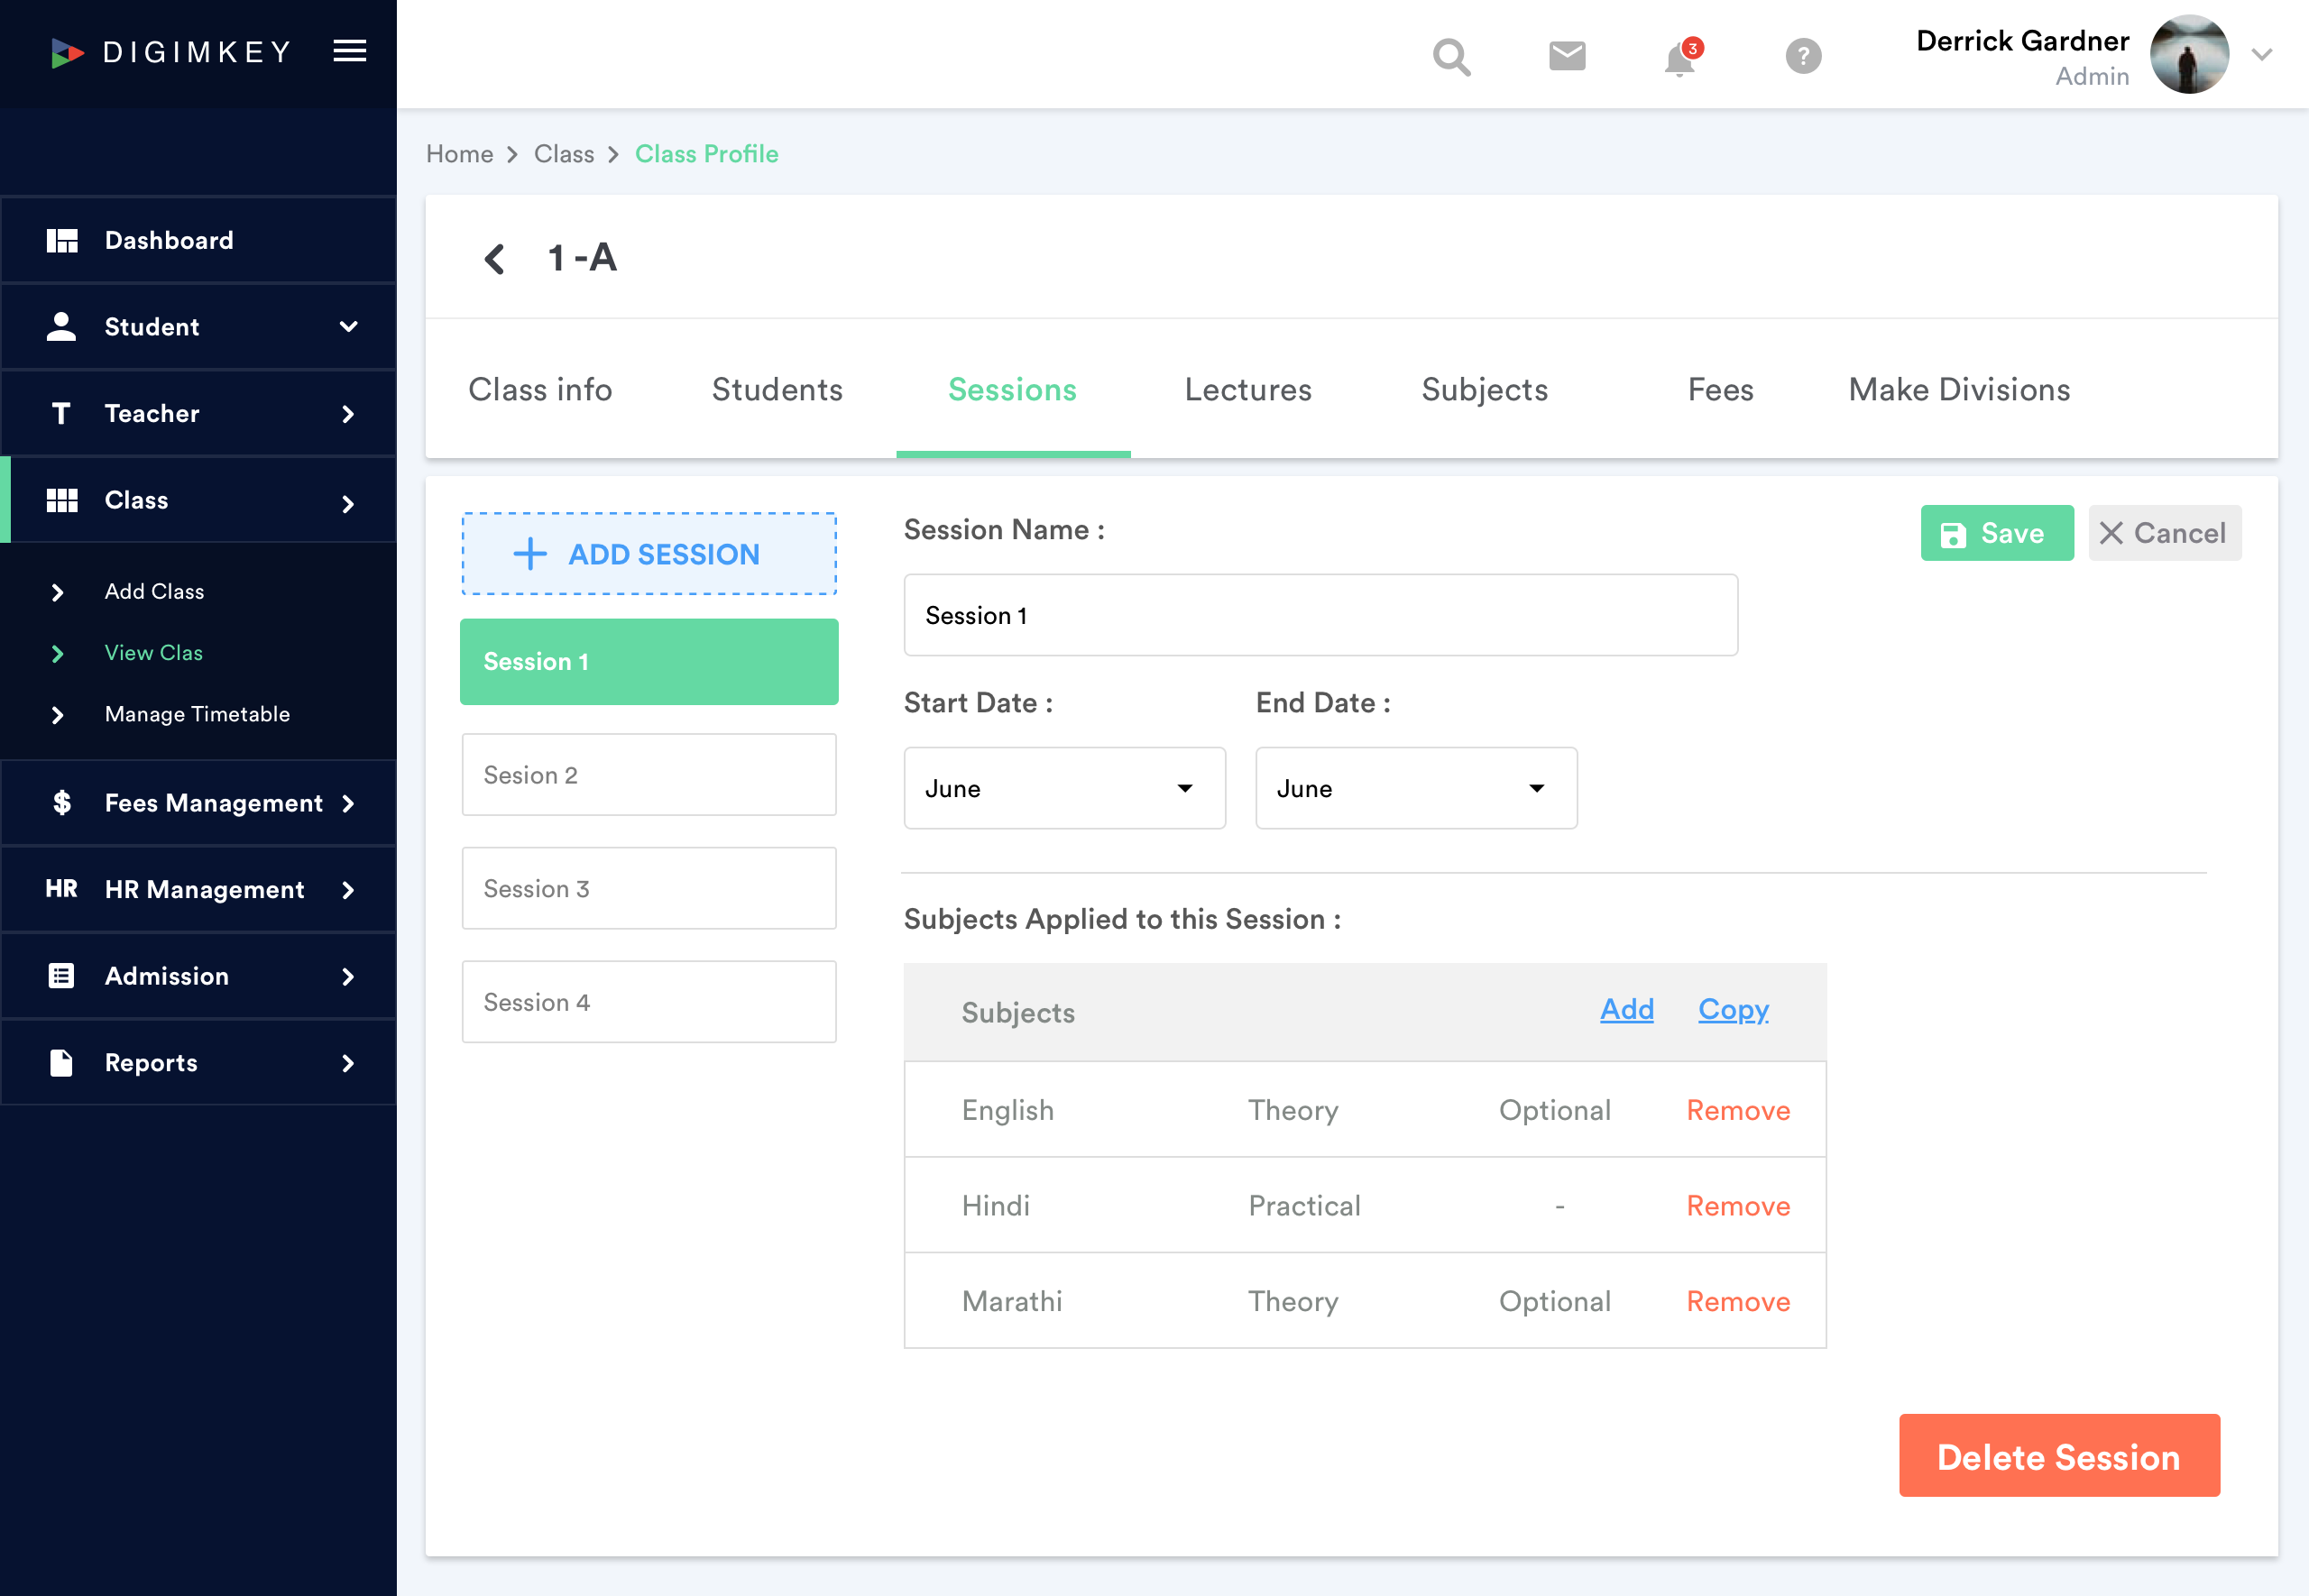 DIGIMKEY
3
?
Derrick Gardner
Admin
Home > Class > Class Profile
Dashboard
Student
T Teacher
Class
Add Class
View Clas
Manage Timetable
$ Fees Management
HR HR Management
Admission
Reports
1 -A
Class info Students Sessions Lectures Subjects Fees Make Divisions
ADD SESSION
Session 1
Sesion 2
Session 3
Session 4
Session Name :
Save
Cancel
Session 1
Start Date : End Date :
June June
Subjects Applied to this Session :
Subjects Add Copy
English Theory Optional Remove
Hindi Practical - Remove
Marathi Theory Optional Remove
Delete Session